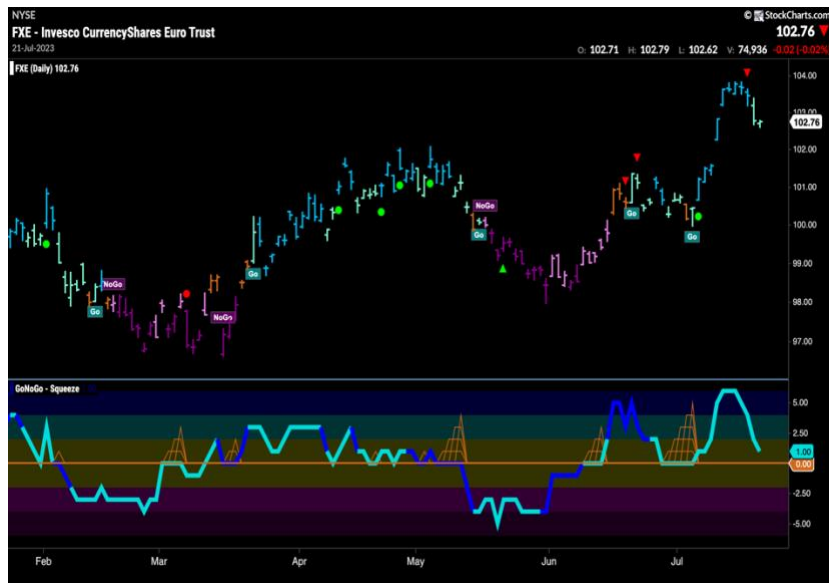 NYSE
© StockCharts.com
FXE - Invesco CurrencyShares Euro Trust
102.76
21-Jul-2023
O: 102.71 H: 102.79 L: 102.62 V: 74,936 -0.02 (-0.02%)
FXE (Daily) 102.76
104.00
103.00
102.76
102.00
101.00
100.00
99.00
98.00
97.00
NoGo
Go
NoGo
Go
NoGo
Go
Go
Go
GoNoGo - Squeeze
5.00
2.50
1.00
0.00
-2.50
-5.00
Feb Mar Apr May Jun Jul